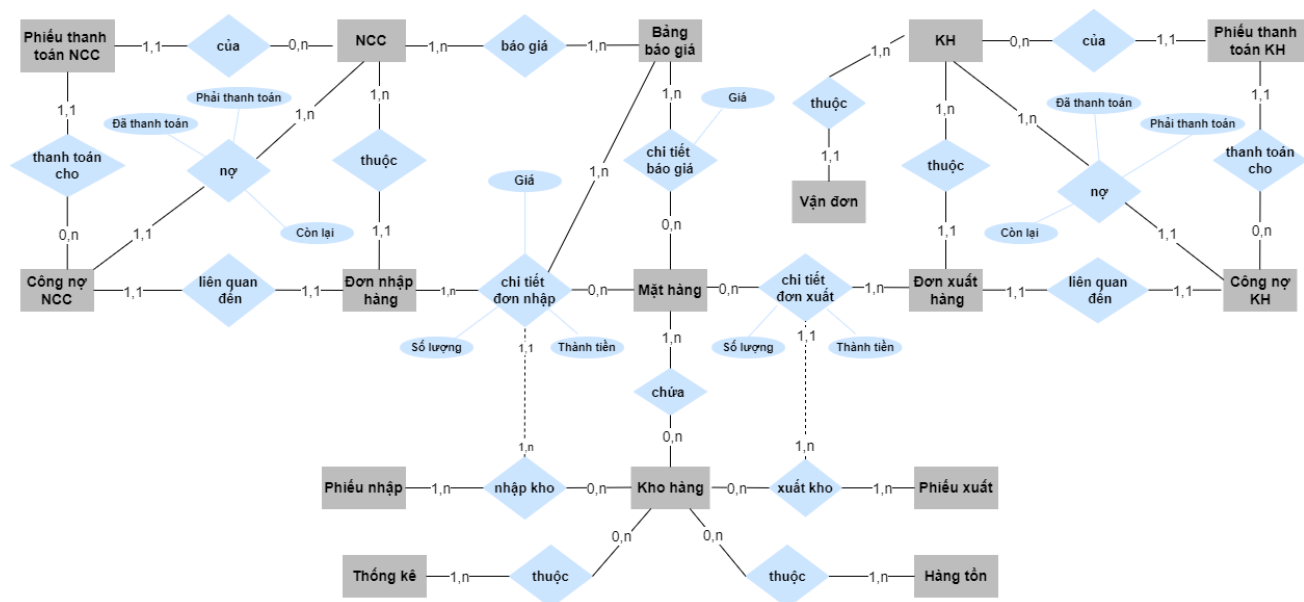 Phiếu thanh
toán NCC
1,1
của
0,n
NCC
1,n
báo giá
1,n
Bảng
báo giá
1,n
KH
0,n
của
1,1
Phiếu thanh
toán KH
1,1
thanh toán
cho
0,n
Đã thanh toán
Phải thanh toán
1,n
nợ
Còn lại
1,1
1,n
thuộc
1,1
Giá
1,n
1,n
Giá
chi tiết
báo giá
0,n
thuộc
1,1
Vận đơn
1,n
thuộc
1,1
1,n
Đã thanh toán
Phải thanh toán
nợ
Còn lại
1,1
1,1
thanh toán
cho
0,n
Công nợ
NCC
1,1
liên quan
đến
1,1
Đơn nhập
hàng
1,n
chi tiết
đơn nhập
0,n
Mặt hàng
0,n
chi tiết
đơn xuất
1,n
Đơn xuất
hàng
1,1
liên quan
đến
1,1
Công nợ
KH
Số lượng
1,1
Thành tiền
1,n
Số lượng
1,1
Thành tiền
chứa
1,n
0,n
1,n
Phiếu nhập
1,n
nhập kho
0,n
Kho hàng
0,n
xuất kho
1,n
Phiếu xuất
0,n
0,n
Thống kê
1,n
thuộc
thuộc
1,n
Hàng tồn